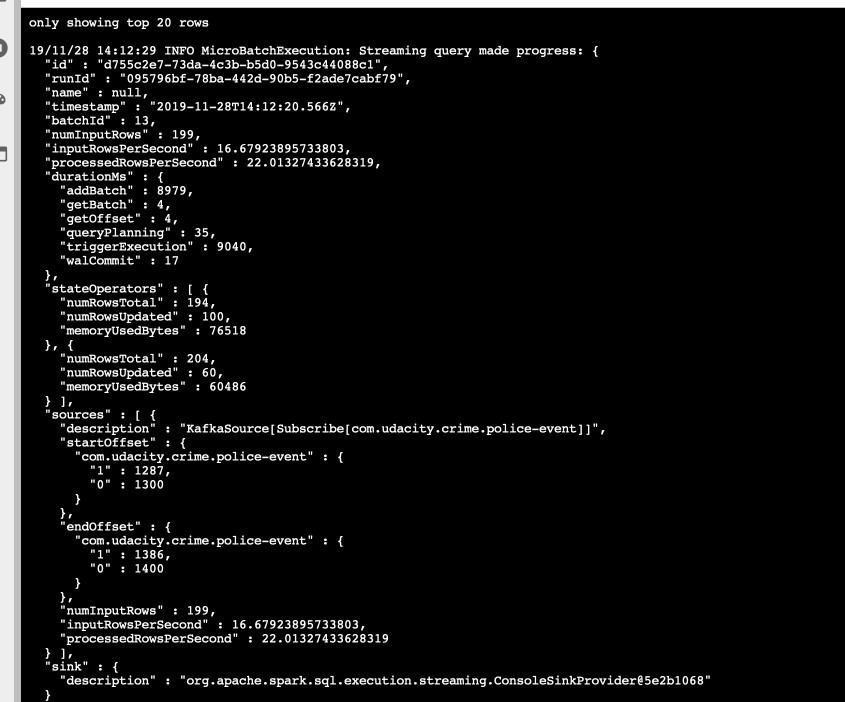 only showing top 20 rows
19/11/28 14:12:29 INFO MicroBatchExecution: Streaming query made progress: {
  "id" : "d755c2e7-73da-4c3b-b5d0-9543c44088c1",
  "runId" : "095796bf-78ba-442d-90b5-f2ade7cabf79",
  "name" : null,
  "timestamp" : "2019-11-28T14:12:20.566Z",
  "batchId" : 13,
  "numInputRows" : 199,
  "inputRowsPerSecond" : 16.67923895733803,
  "processedRowsPerSecond" : 22.01327433628319,
  "durationMs" : {
    "addBatch" : 8979,
    "getBatch" : 4,
    "getOffset" : 4,
    "queryPlanning" : 35,
    "triggerExecution" : 9040,
    "walCommit" : 17
  },
  "stateOperators" : [ {
    "numRowsTotal" : 194,
    "numRowsUpdated" : 100,
    "memoryUsedBytes" : 76518
  }, {
    "numRowsTotal" : 204,
    "numRowsUpdated" : 60,
    "memoryUsedBytes" : 60486
  } ],
  "sources" : [ {
    "description" : "KafkaSource[Subscribe[com.udacity.crime.police-event]]",
    "startOffset" : {
      "com.udacity.crime.police-event" : {
        "1" : 1287,
        "0" : 1300
      }
    },
    "endOffset" : {
      "com.udacity.crime.police-event" : {
        "1" : 1386,
        "0" : 1400
      }
    },
    "numInputRows" : 199,
    "inputRowsPerSecond" : 16.67923895733803,
    "processedRowsPerSecond" : 22.01327433628319
  } ],
  "sink" : {
    "description" : "org.apache.spark.sql.execution.streaming.ConsoleSinkProvider@5e2b1068"
  }